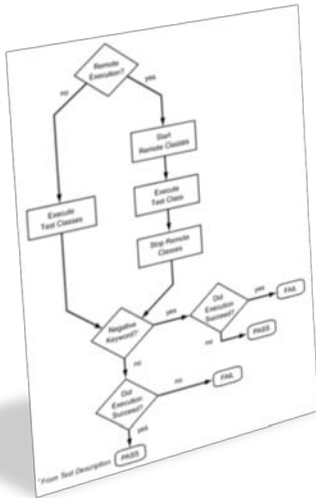 Remote
Execution?
no
yes
Start
Remote Classes
Execute
Test Classes
Execute
Test Class
Stop Remote
Classes
Negative
Keyword?*
yes
Did
Execution
Succeed?
yes
FAIL
no
PASS
no
Did
Execution
Succeed?
no
FAIL
yes
PASS
*From Test Description